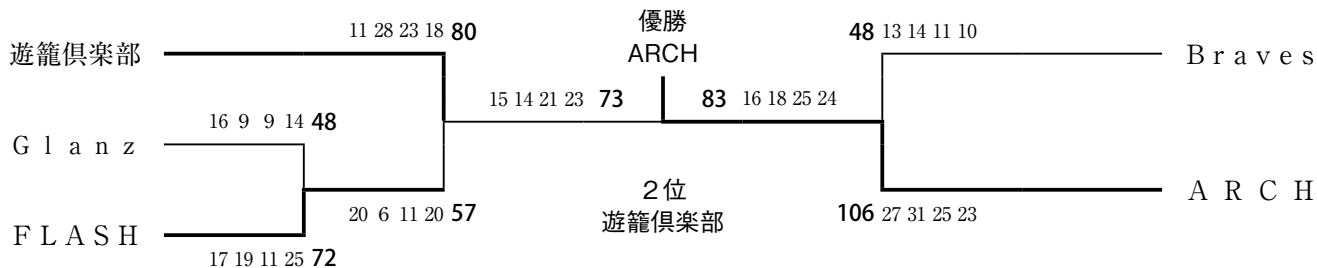 優勝
ARCH
遊籠倶楽部
11 28 23 18 80
48 13 14 11 10
Braves
15 14 21 23 73
83 16 18 25 24
16 9 9 14 48
Glanz
20 6 11 20 57
2位
遊籠倶楽部
106 27 31 25 23
ARCH
FLASH
17 19 11 25 72